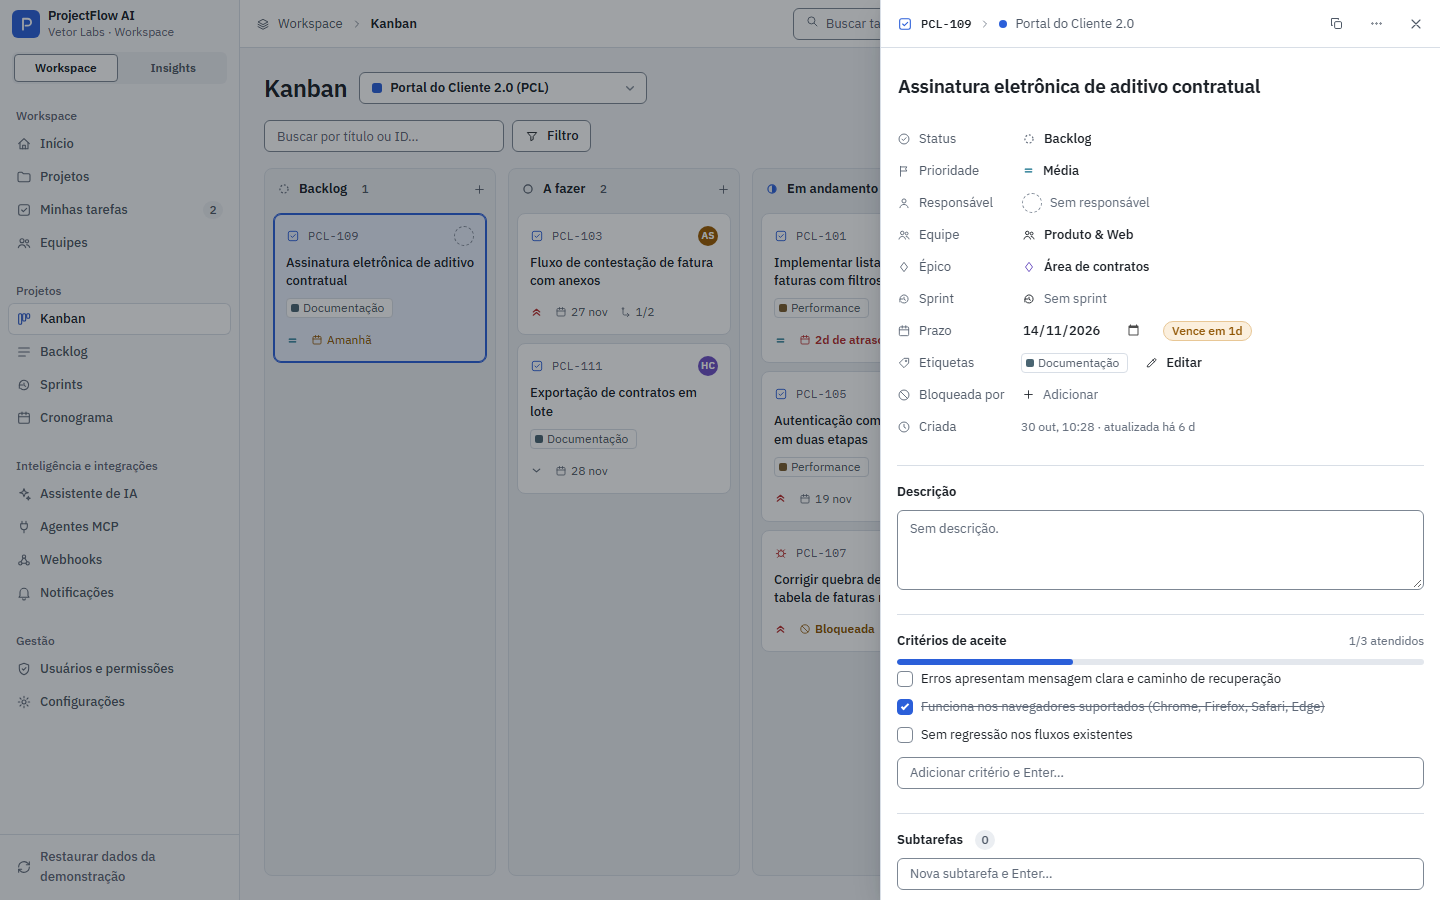 ProjectFlow AI
Vetor Labs · Workspace
Workspace
Insights
Workspace
Início
Projetos
Minhas tarefas
2
Equipes
Projetos
Kanban
Backlog
Sprints
Cronograma
Inteligência e integrações
Assistente de IA
Agentes MCP
Webhooks
Notificações
Gestão
Usuários e permissões
Configurações
Restaurar dados da
demonstração
Workspace
Kanban
Buscar ta
Kanban
Portal do Cliente 2.0 (PCL)
Buscar por título ou ID...
Filtro
Backlog 1
PCL-109
Assinatura eletrônica de aditivo
contratual
Documentação
Amanhã
A fazer 2
PCL-103
AS
Fluxo de contestação de fatura
com anexos
27 nov
1/2
PCL-111
HC
Exportação de contratos em
lote
Documentação
28 nov
Em andamento
PCL-101
Implementar lista
faturas com filtros
Performance
2d de atraso
PCL-105
Autenticação com
em duas etapas
Performance
19 nov
PCL-107
Corrigir quebra de
tabela de faturas
Bloqueada
PCL-109
Portal do Cliente 2.0
Assinatura eletrônica de aditivo contratual
Status
Backlog
Prioridade
Média
Responsável
Sem responsável
Equipe
Produto & Web
Épico
Área de contratos
Sprint
Sem sprint
Prazo
14/11/2026
Vence em 1d
Etiquetas
Documentação
Editar
Bloqueada por
Adicionar
Criada
30 out, 10:28 · atualizada há 6 d
Descrição
Sem descrição.
Critérios de aceite
1/3 atendidos
Erros apresentam mensagem clara e caminho de recuperação
Funciona nos navegadores suportados (Chrome, Firefox, Safari, Edge)
Sem regressão nos fluxos existentes
Adicionar critério e Enter...
Subtarefas
0
Nova subtarefa e Enter...